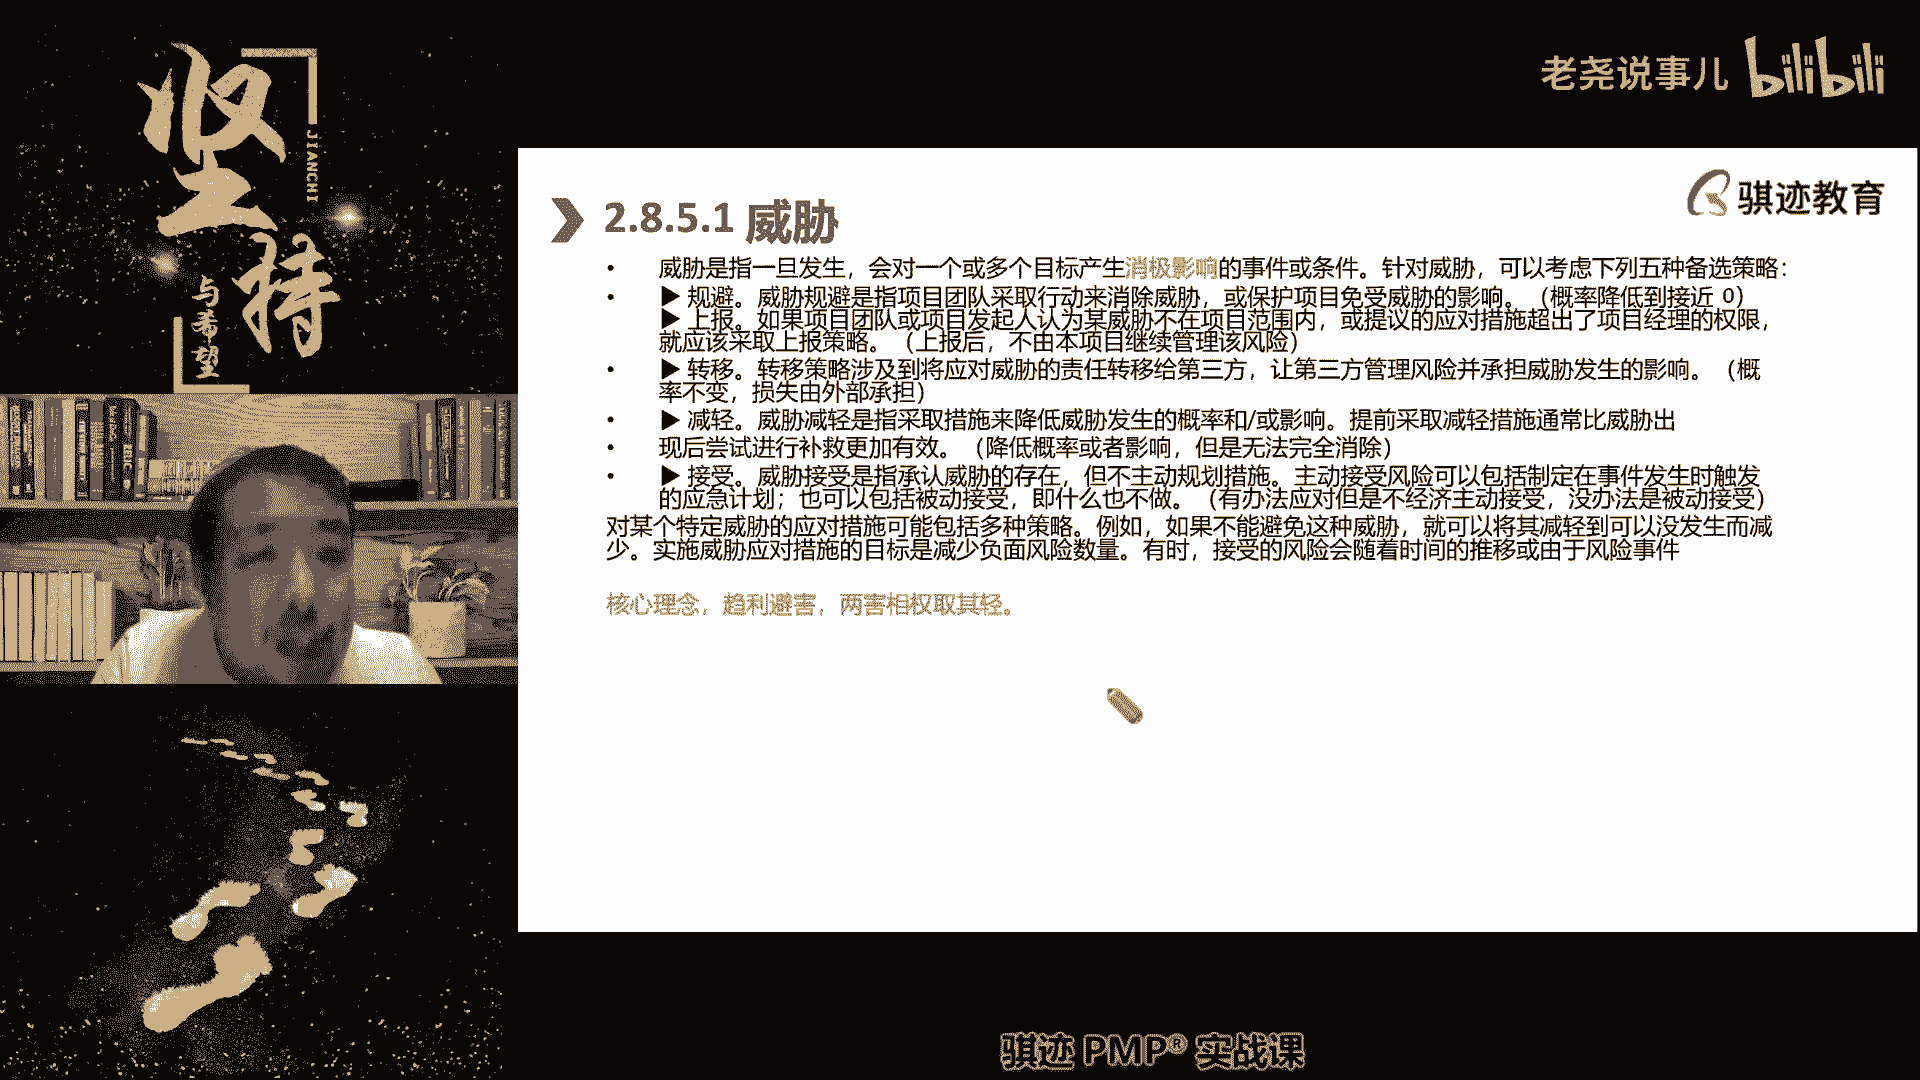 坚持
JIANCHI
与希望
老尧说事儿 bilibili
骐迹教育
2.8.5.1 威胁
• 威胁是指一旦发生，会对一个或多个目标产生消极影响的事件或条件。针对威胁，可以考虑下列五种备选策略：
• ▶ 规避。威胁规避是指项目团队采取行动来消除威胁，或保护项目免受威胁的影响。（概率降低到接近 0）
▶ 上报。如果项目团队或项目发起人认为某威胁不在项目范围内，或提议的应对措施超出了项目经理的权限，
就应该采取上报策略。（上报后，不由本项目继续管理该风险）
• ▶ 转移。转移策略涉及到将应对威胁的责任转移给第三方，让第三方管理风险并承担威胁发生的影响。（概
率不变，损失由外部承担）
• ▶ 减轻。威胁减轻是指采取措施来降低威胁发生的概率和/或影响。提前采取减轻措施通常比威胁出
• 现后尝试进行补救更加有效。（降低概率或者影响，但是无法完全消除）
• ▶ 接受。威胁接受是指承认威胁的存在，但不主动规划措施。主动接受风险可以包括制定在事件发生时触发
的应急计划；也可以包括被动接受，即什么也不做。（有办法应对但是不经济主动接受，没办法是被动接受）
对某个特定威胁的应对措施可能包括多种策略。例如，如果不能避免这种威胁，就可以将其减轻到可以没发生而减
少。实施威胁应对措施的目标是减少负面风险数量。有时，接受的风险会随着时间的推移或由于风险事件
核心理念，趋利避害，两害相权取其轻。
骐迹 PMP® 实战课